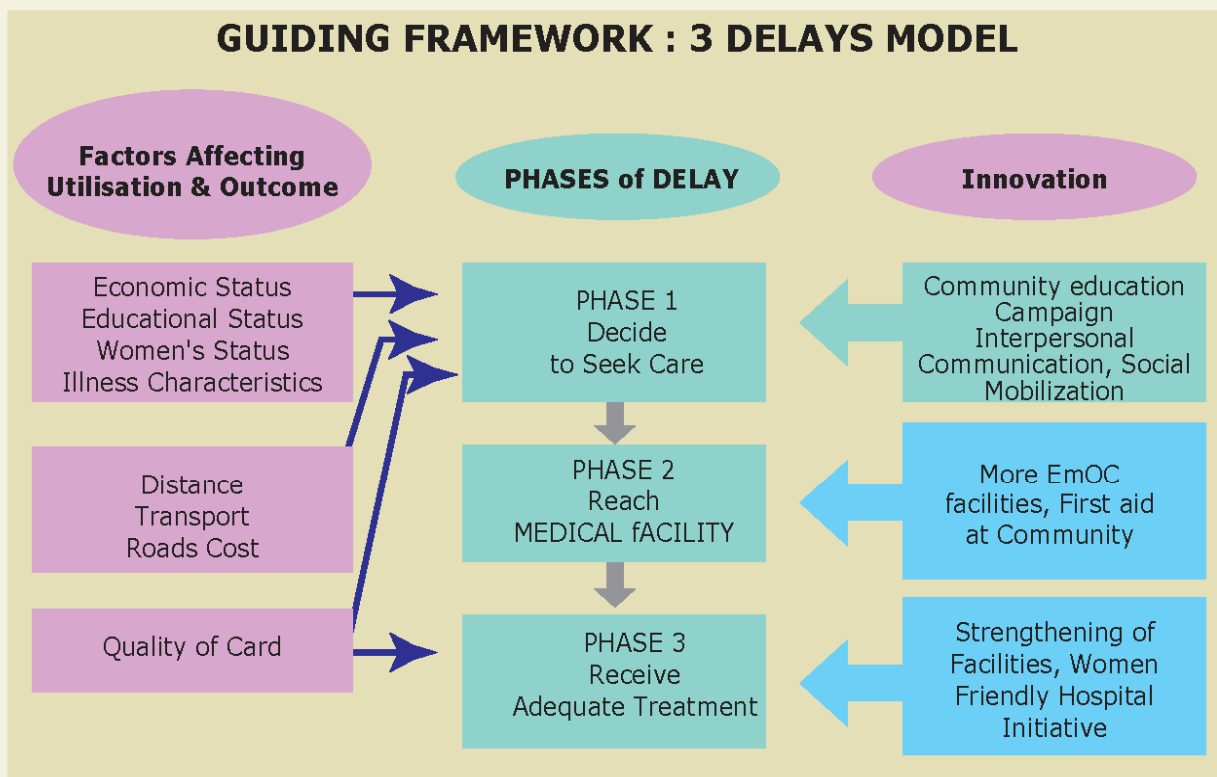 GUIDING FRAMEWORK : 3 DELAYS MODEL
Factors Affecting
Utilisation & Outcome
PHASES of DELAY
Innovation
Economic Status
Educational Status
Women's Status
Illness Characteristics
PHASE 1
Decide
to Seek Care
Community education
Campaign
Interpersonal
Communication, Social
Mobilization
Distance
Transport
Roads Cost
PHASE 2
Reach
MEDICAL fACILITY
More EmOC
facilities, First aid
at Community
Quality of Card
PHASE 3
Receive
Adequate Treatment
Strengthening of
Facilities, Women
Friendly Hospital
Initiative